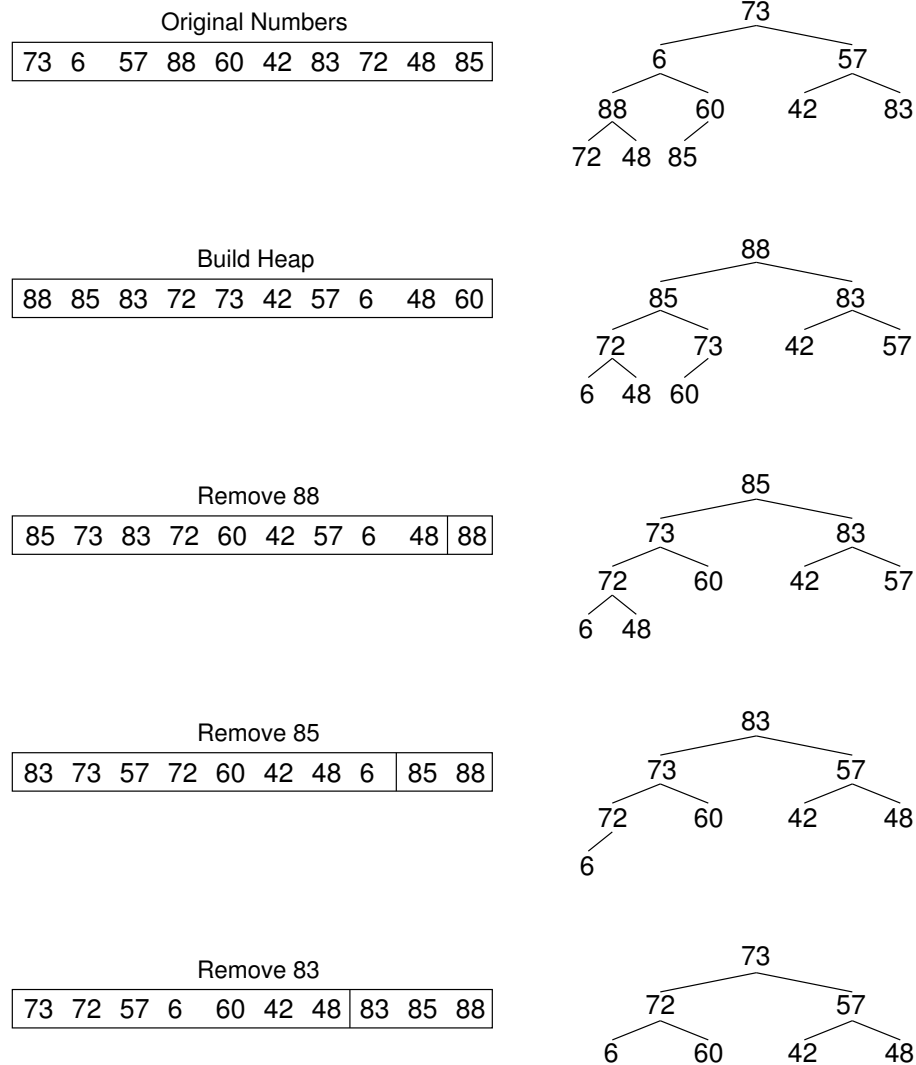 Original Numbers
73 6 57 88 60 42 83 72 48 85
73
6 57
88 60 42 83
72 48 85
Build Heap
88 85 83 72 73 42 57 6 48 60
88
85 83
72 73 42 57
6 48 60
Remove 88
85 73 83 72 60 42 57 6 48 88
85
73 83
72 60 42 57
6 48
Remove 85
83 73 57 72 60 42 48 6 85 88
83
73 57
72 60 42 48
6
Remove 83
73 72 57 6 60 42 48 83 85 88
73
72 57
6 60 42 48